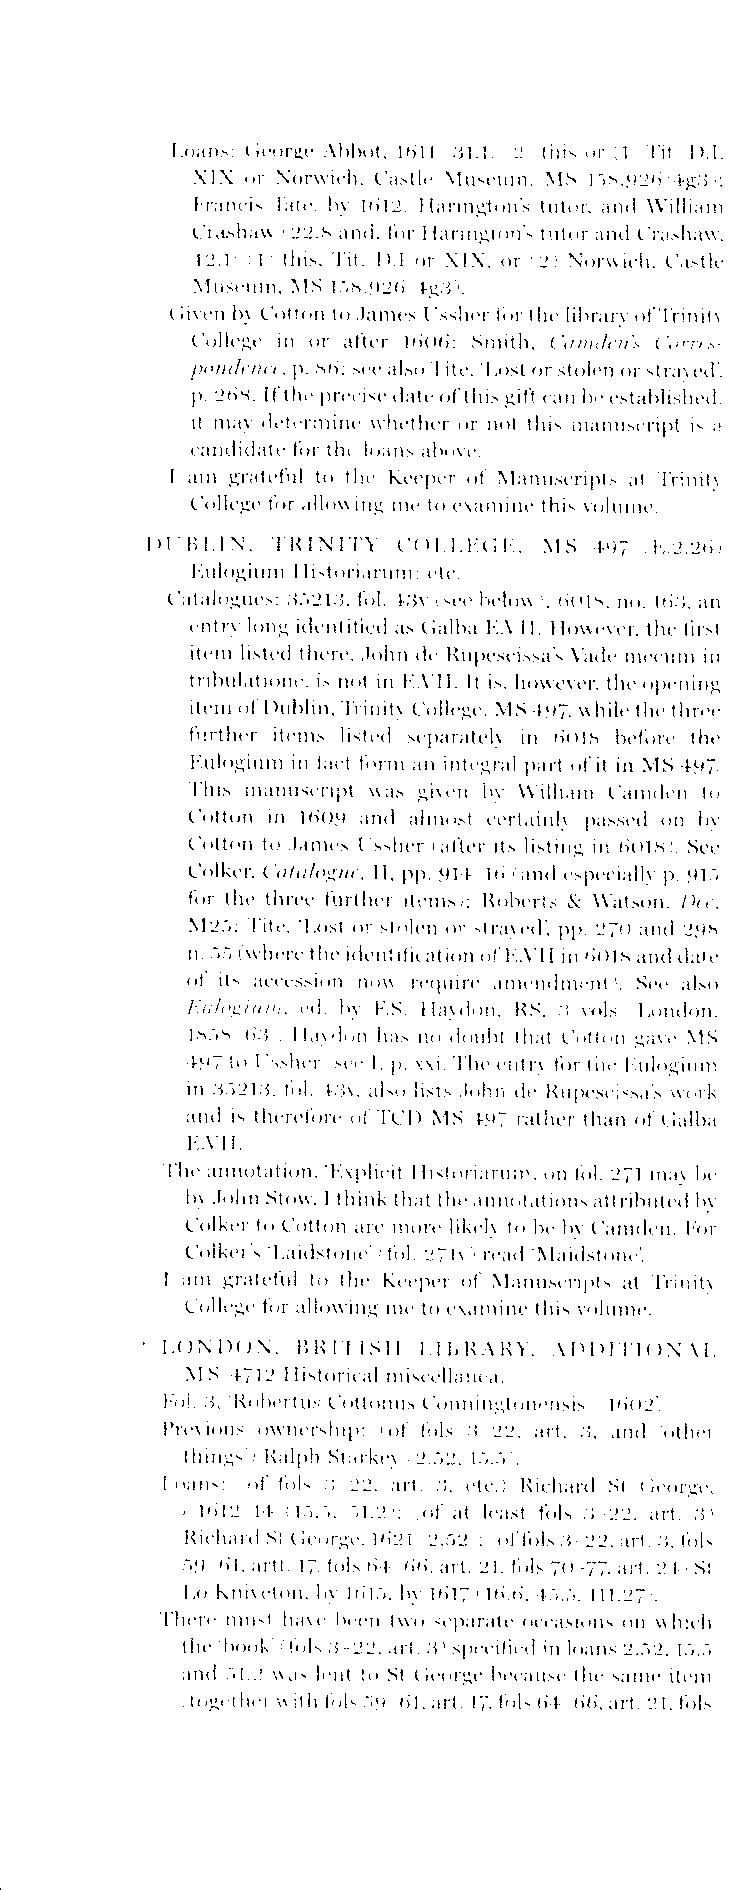 Loans: George Abbot, 1611 (31.1: (2) this or (1) Tit. D.I,
XIX or Norwich, Castle Museum, MS 158.926 4g3);
Francis Tate, by 1612, Harington's tutor, and William
Crashaw (22.8 and, for Harington's tutor and Crashaw,
42.1: (1) this, Tit. D.I or XIX, or (2) Norwich, Castle
Museum, MS 158.926 4g3).
Given by Cotton to James Ussher for the library of Trinity
College in or after 1606: Smith, Camden's Corres-
pondence, p. 86; see also Tite, 'Lost or stolen or strayed',
p. 268. If the precise date of this gift can be established,
it may determine whether or not this manuscript is a
candidate for the loans above.
I am grateful to the Keeper of Manuscripts at Trinity
College for allowing me to examine this volume.
DUBLIN, TRINITY COLLEGE, MS 497 (E.2.26)
Eulogium Historiarum; etc.
Catalogues: 35213, fol. 43v (see below); 6018, no. 163, an
entry long identified as Galba E.VII. However, the first
item listed there, John de Rupescissa's Vade mecum in
tribulatione, is not in E.VII. It is, however, the opening
item of Dublin, Trinity College, MS 497, while the three
further items listed separately in 6018 before the
Eulogium in fact form an integral part of it in MS 497.
This manuscript was given by William Camden to
Cotton in 1609 and almost certainly passed on by
Cotton to James Ussher (after its listing in 6018). See
Colker, Catalogue, II, pp. 914–16 (and especially p. 915
for the three further items); Roberts & Watson, Dee,
M25; Tite, 'Lost or stolen or strayed', pp. 270 and 298
n. 55 (where the identification of E.VII in 6018 and date
of its accession now require amendment). See also
Eulogium, ed. by F.S. Haydon, RS, 3 vols (London,
1858–63). Haydon has no doubt that Cotton gave MS
497 to Ussher (see I, p. xxi. The entry for the Eulogium
in 35213, fol. 43v, also lists John de Rupescissa's work
and is therefore of TCD MS 497 rather than of Galba
E.VII.
The annotation, 'Explicit Historiarum', on fol. 271 may be
by John Stow. I think that the annotations attributed by
Colker to Cotton are more likely to be by Camden. For
Colker's 'Laidstone' (fol. 271v) read 'Maidstone'.
I am grateful to the Keeper of Manuscripts at Trinity
College for allowing me to examine this volume.
* LONDON, BRITISH LIBRARY, ADDITIONAL
MS 4712 Historical miscellanea.
Fol. 3, 'Robertus Cottonus Conningtonensis 1602'.
Previous ownership: (of fols 3–22, art. 3, and 'other
things') Ralph Starkey (2.52, 15.5).
Loans: (of fols 3–22, art. 3, etc.) Richard St George,
c. 1612–14 (15.5, 51.2); (of at least fols 3–22, art. 3)
Richard St George, 1621 (2.52); (of fols 3–22, art. 3, fols
59–61, artt. 17, fols 64–66, art. 21, fols 70–77, art. 24) St
Lo Kniveton, by 1615, by 1617 (16.6, 45.5, 111.27).
There must have been two separate occasions on which
the 'book' (fols 3–22, art. 3) specified in loans 2.52, 15.5
and 51.2 was lent to St George because the same item
(together with fols 59–61, art. 17, fols 64–66, art. 21, fols